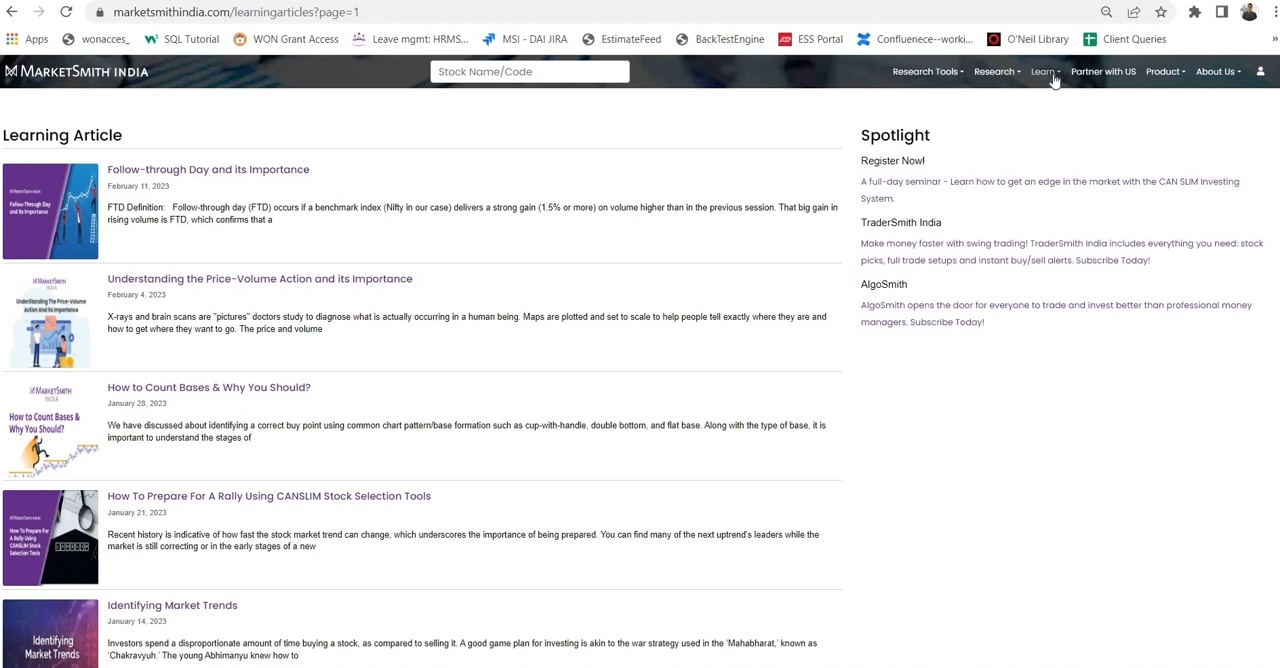 marketsmithindia.com/learningarticles?page=1
Apps wonacces_ SQL Tutorial WON Grant Access Leave mgmt: HRMS... MSI - DAI JIRA EstimateFeed BackTestEngine ESS Portal Confluenece--worki... O'Neil Library Client Queries »
MARKETSMITH INDIA Stock Name/Code Research Tools Research Learn Partner with US Product About Us
Learning Article
Follow-through Day and its Importance
February 11, 2023
FTD Definition: Follow-through day (FTD) occurs if a benchmark index (Nifty in our case) delivers a strong gain (1.5% or more) on volume higher than in the previous session. That big gain in
rising volume is FTD, which confirms that a
Follow-Through Day
and its Importance
Understanding the Price-Volume Action and its Importance
February 4, 2023
X-rays and brain scans are "pictures" doctors study to diagnose what is actually occurring in a human being. Maps are plotted and set to scale to help people tell exactly where they are and
how to get where they want to go. The price and volume
MARKETSMITH
INDIA
Understanding The Price-Volume
Action And Its Importance
How to Count Bases & Why You Should?
January 28, 2023
We have discussed about identifying a correct buy point using common chart pattern/base formation such as cup-with-handle, double bottom, and flat base. Along with the type of base, it is
important to understand the stages of
MARKETSMITH
INDIA
How to Count Bases &
Why You Should?
How To Prepare For A Rally Using CANSLIM Stock Selection Tools
January 21, 2023
Recent history is indicative of how fast the stock market trend can change, which underscores the importance of being prepared. You can find many of the next uptrend's leaders while the
market is still correcting or in the early stages of a new
How To Prepare For
A Rally Using CANSLIM
Stock Selection Tools
Identifying Market Trends
January 14, 2023
Investors spend a disproportionate amount of time buying a stock, as compared to selling it. A good game plan for investing is akin to the war strategy used in the 'Mahabharat,' known as
'Chakravyuh.' The young Abhimanyu knew how to
Identifying
Market Trends
Spotlight
Register Now!
A full-day seminar - Learn how to get an edge in the market with the CAN SLIM Investing
System.
TraderSmith India
Make money faster with swing trading! TraderSmith India includes everything you need: stock
picks, full trade setups and instant buy/sell alerts. Subscribe Today!
AlgoSmith
AlgoSmith opens the door for everyone to trade and invest better than professional money
managers. Subscribe Today!